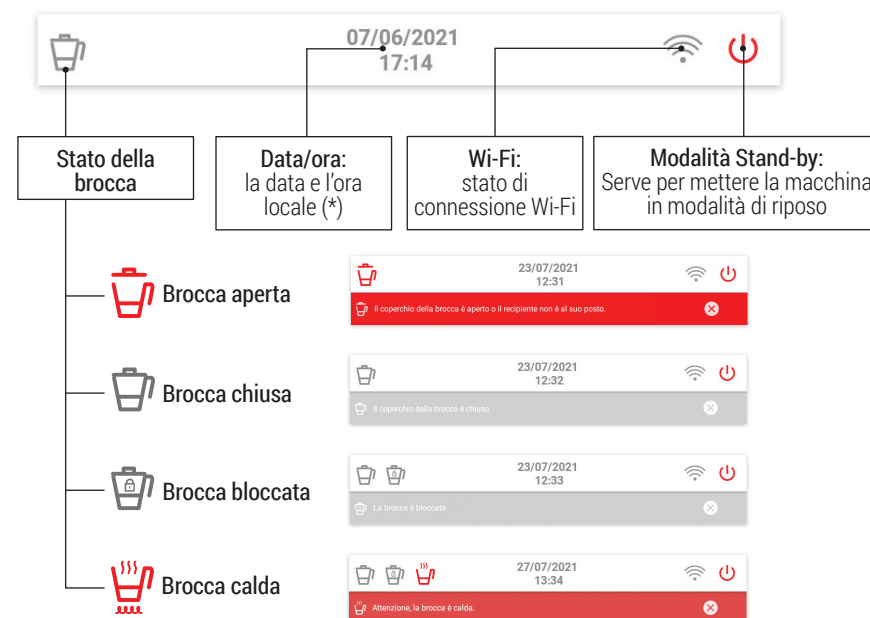 07/06/2021
17:14
Stato della
brocca
Data/ora:
la data e l'ora
locale (*)
Wi-Fi:
stato di
connessione Wi-Fi
Modalità Stand-by:
Serve per mettere la macchina
in modalità di riposo
Brocca aperta
23/07/2021
12:31
Il coperchio della brocca è aperto o il recipiente non è al suo posto.
Brocca chiusa
23/07/2021
12:32
Il coperchio della brocca è chiuso.
Brocca bloccata
23/07/2021
12:33
La brocca è bloccata.
Brocca calda
27/07/2021
13:34
Attenzione, la brocca è calda.